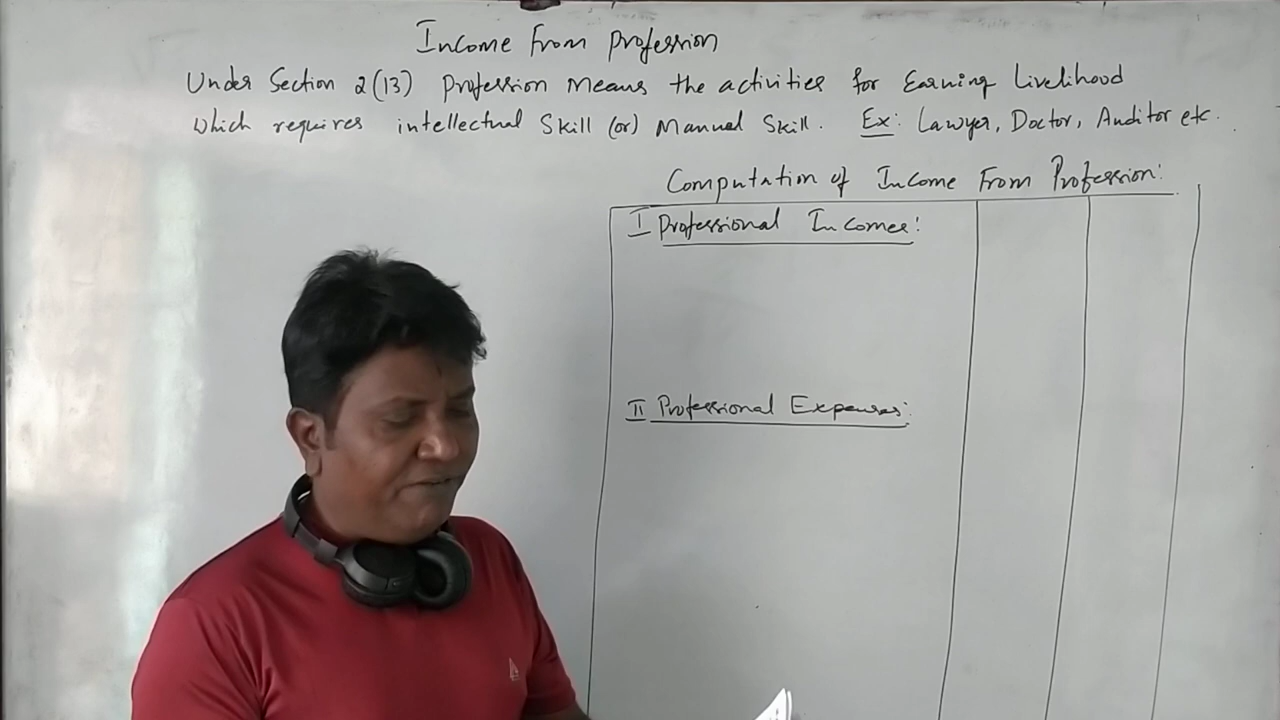 Income From Profession
Under Section 2(13) Profession Means the activities for Earning Livelihood
Which requires intellectual Skill (or) Manual Skill. Ex: Lawyer, Doctor, Auditor etc.
Computation of Income From Profession:
I Professional Incomes:
II Professional Expenses: